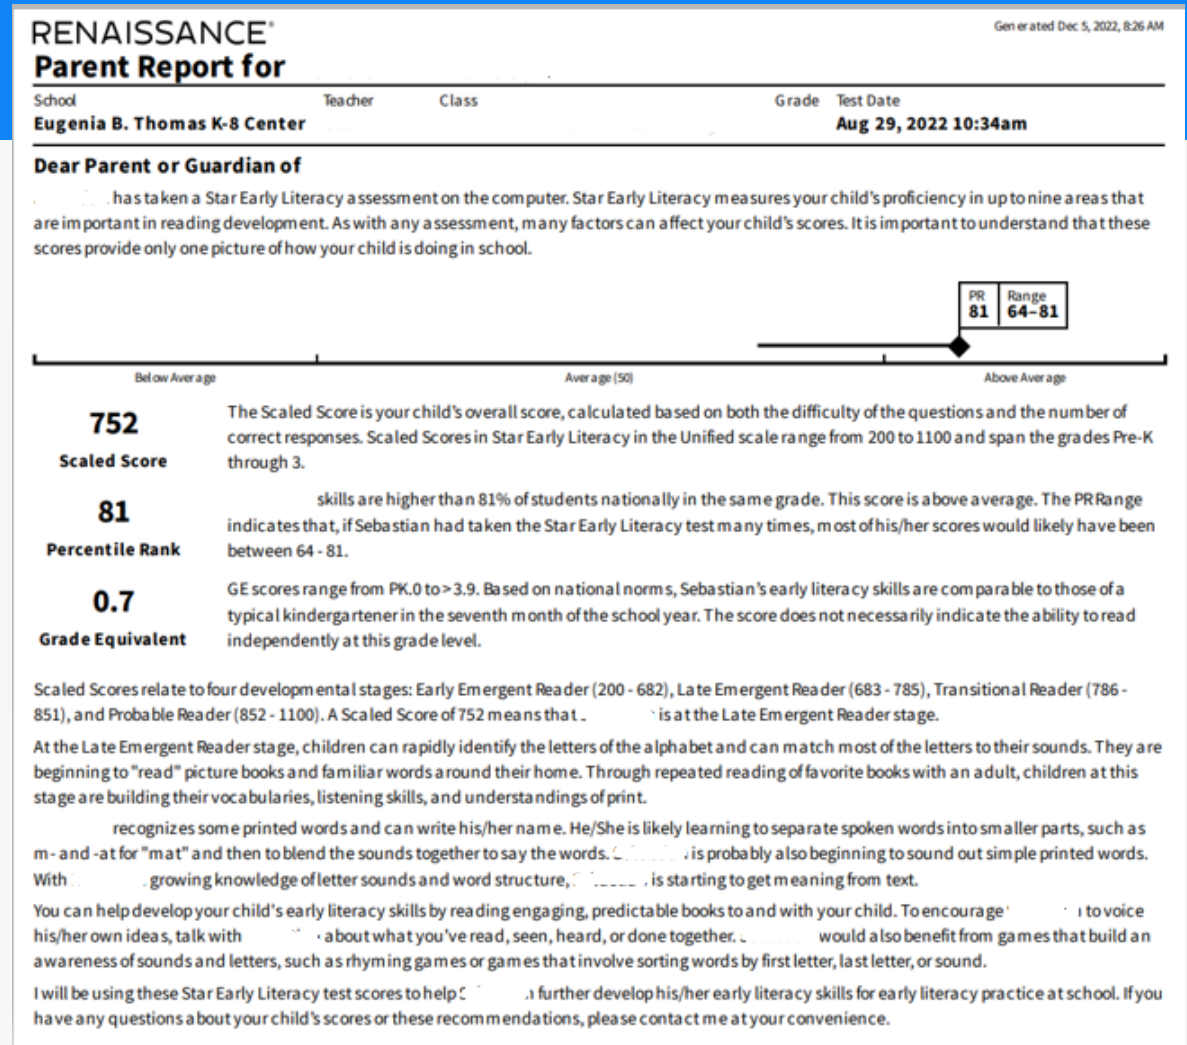 RENAISSANCE®
Generated Dec 5, 2022, 8:26 AM
Parent Report for
School Teacher Class Grade Test Date
Eugenia B. Thomas K-8 Center Aug 29, 2022 10:34am
Dear Parent or Guardian of
has taken a Star Early Literacy assessment on the computer. Star Early Literacy measures your child's proficiency in up to nine areas that
are important in reading development. As with any assessment, many factors can affect your child's scores. It is important to understand that these
scores provide only one picture of how your child is doing in school.
PR Range
81 64–81
Below Average Average (50) Above Average
752
Scaled Score
The Scaled Score is your child's overall score, calculated based on both the difficulty of the questions and the number of
correct responses. Scaled Scores in Star Early Literacy in the Unified scale range from 200 to 1100 and span the grades Pre-K
through 3.
81
Percentile Rank
skills are higher than 81% of students nationally in the same grade. This score is above average. The PR Range
indicates that, if Sebastian had taken the Star Early Literacy test many times, most of his/her scores would likely have been
between 64 - 81.
0.7
Grade Equivalent
GE scores range from PK.0 to >3.9. Based on national norms, Sebastian's early literacy skills are comparable to those of a
typical kindergartener in the seventh month of the school year. The score does not necessarily indicate the ability to read
independently at this grade level.
Scaled Scores relate to four developmental stages: Early Emergent Reader (200 - 682), Late Emergent Reader (683 - 785), Transitional Reader (786 -
851), and Probable Reader (852 - 1100). A Scaled Score of 752 means that is at the Late Emergent Reader stage.
At the Late Emergent Reader stage, children can rapidly identify the letters of the alphabet and can match most of the letters to their sounds. They are
beginning to "read" picture books and familiar words around their home. Through repeated reading of favorite books with an adult, children at this
stage are building their vocabularies, listening skills, and understandings of print.
recognizes some printed words and can write his/her name. He/She is likely learning to separate spoken words into smaller parts, such as
m- and -at for "mat" and then to blend the sounds together to say the words. is probably also beginning to sound out simple printed words.
With growing knowledge of letter sounds and word structure, is starting to get meaning from text.
You can help develop your child's early literacy skills by reading engaging, predictable books to and with your child. To encourage to voice
his/her own ideas, talk with about what you've read, seen, heard, or done together. would also benefit from games that build an
awareness of sounds and letters, such as rhyming games or games that involve sorting words by first letter, last letter, or sound.
I will be using these Star Early Literacy test scores to help further develop his/her early literacy skills for early literacy practice at school. If you
have any questions about your child's scores or these recommendations, please contact me at your convenience.